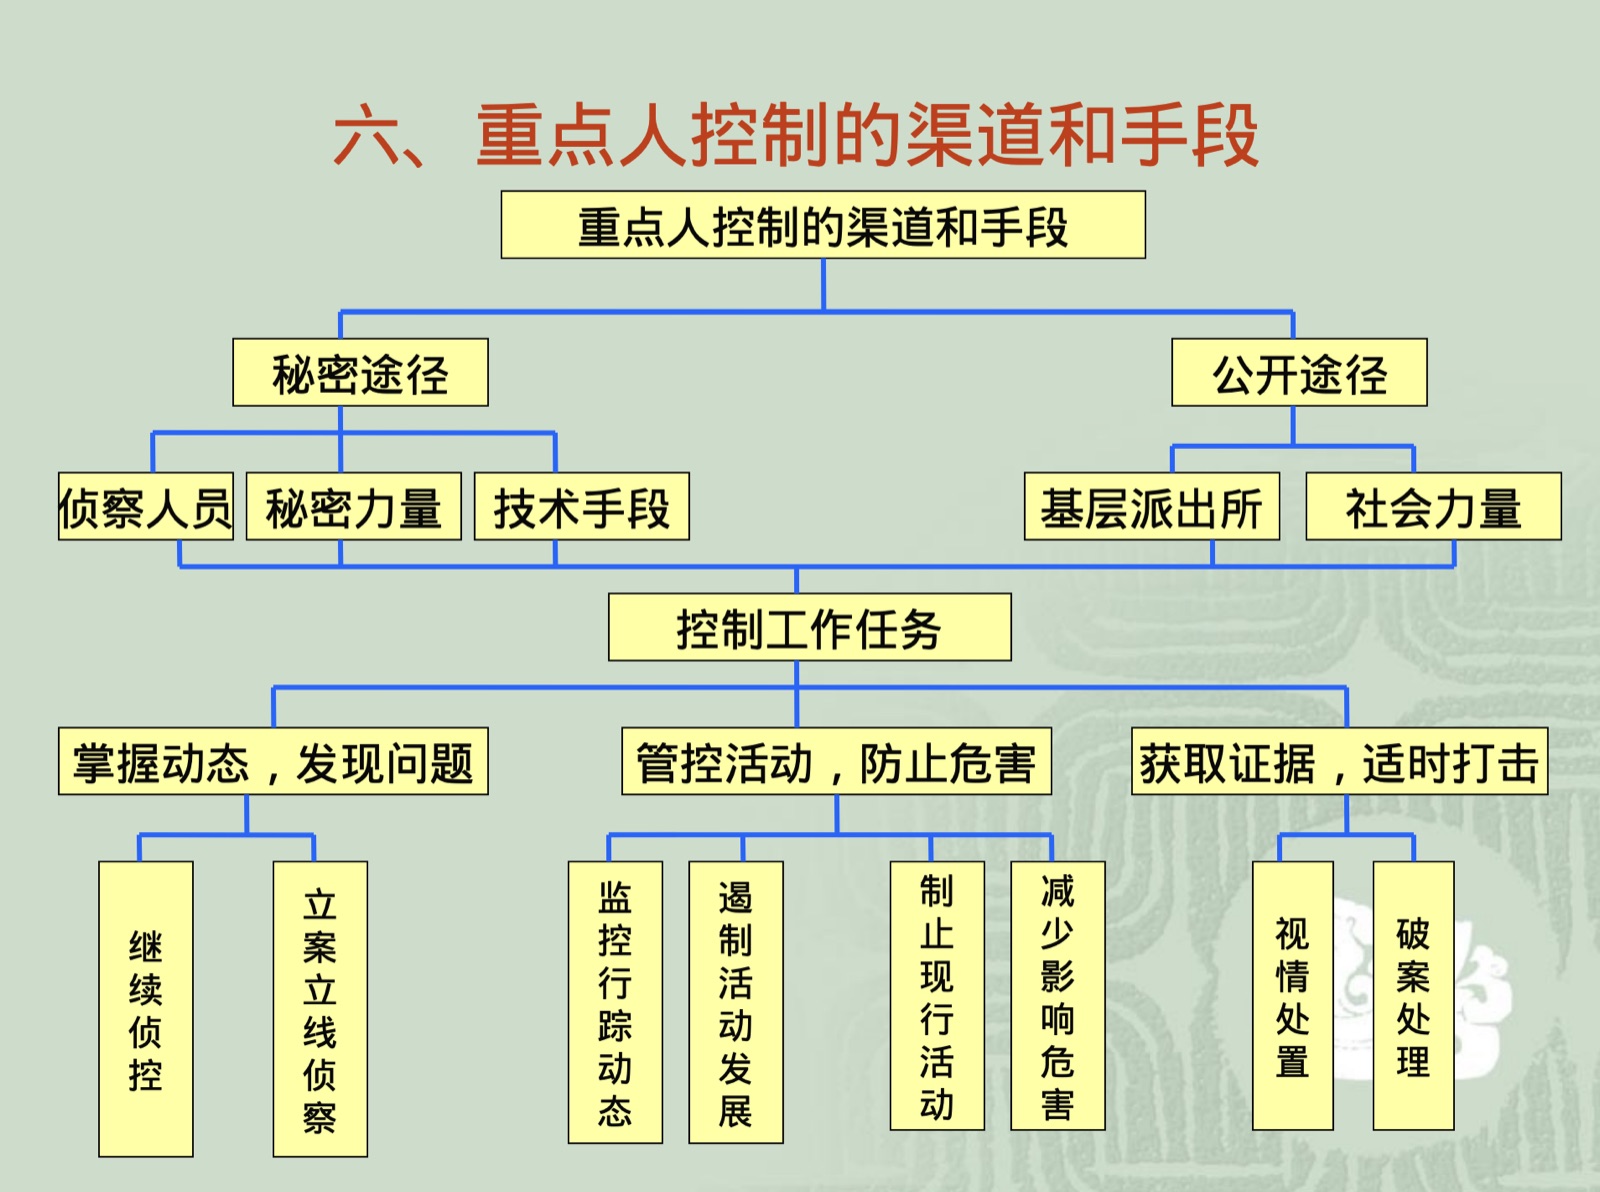 六、重点人控制的渠道和手段
重点人控制的渠道和手段
秘密途径
公开途径
侦察人员
秘密力量
技术手段
基层派出所
社会力量
控制工作任务
掌握动态，发现问题
管控活动，防止危害
获取证据，适时打击
继续侦控
立案立线侦察
监控行踪动态
遏制活动发展
制止现行活动
减少影响危害
视情处置
破案处理